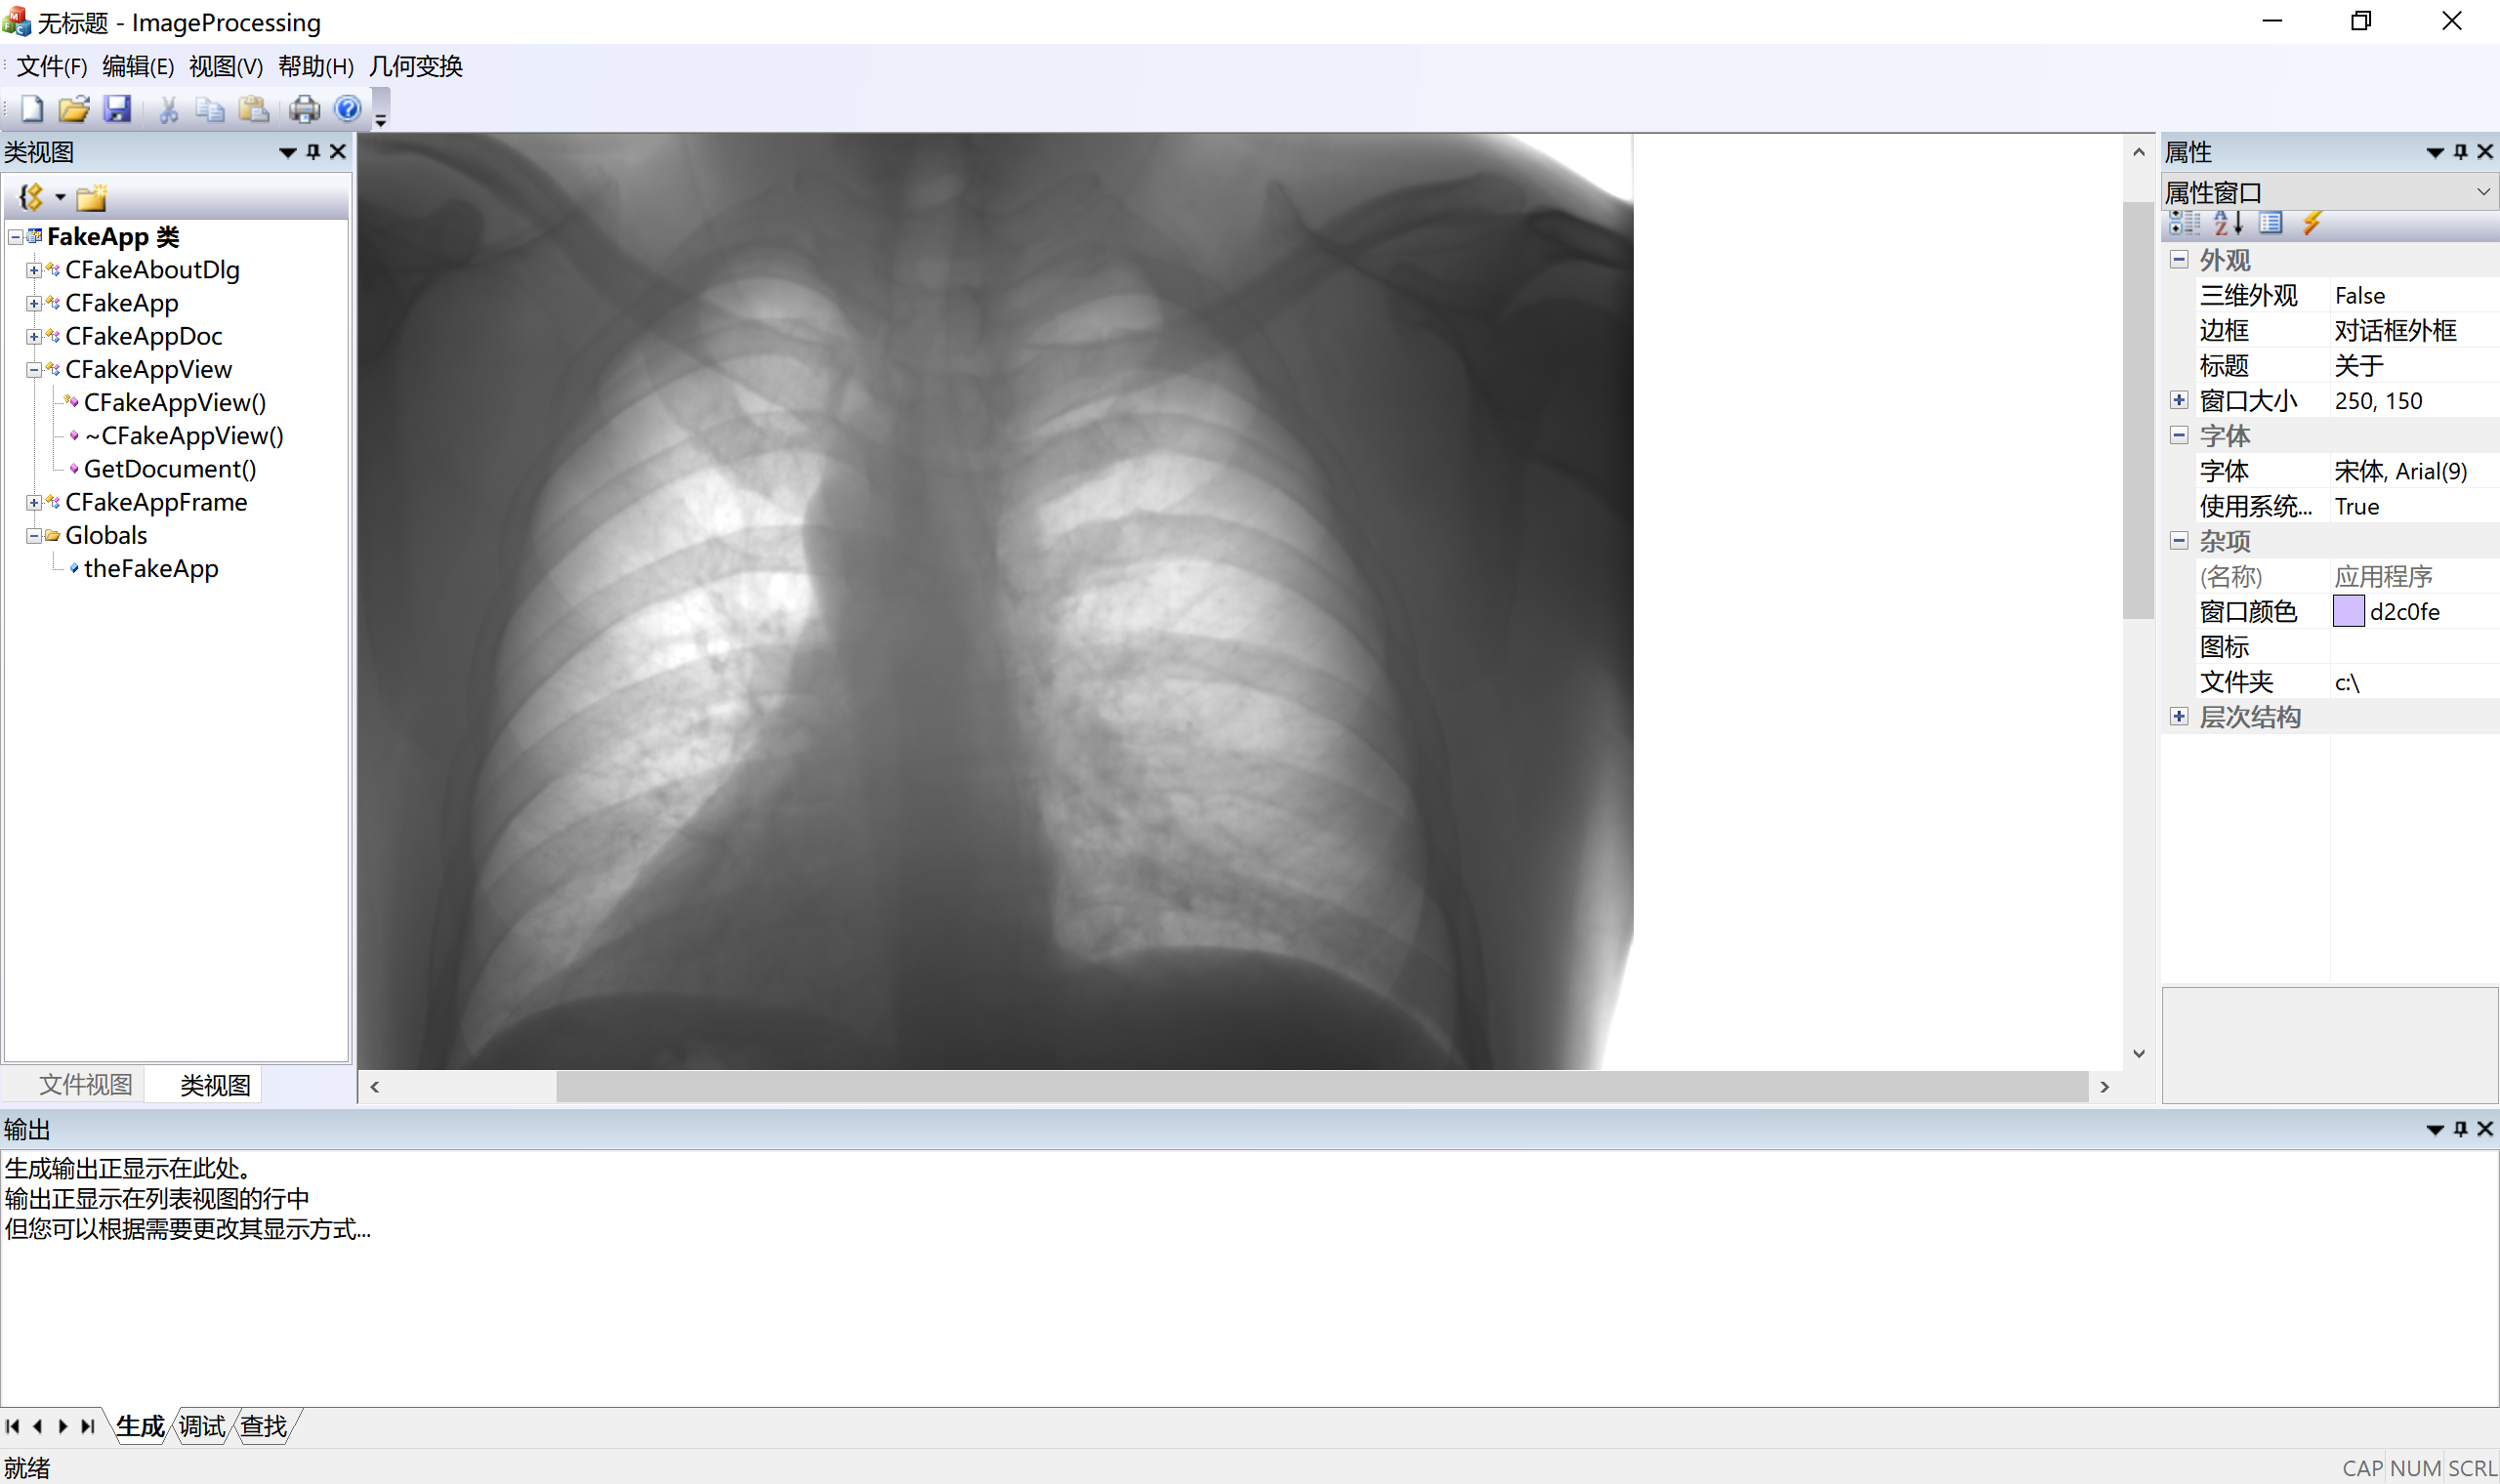 无标题 - ImageProcessing
文件(F) 编辑(E) 视图(V) 帮助(H) 几何变换
类视图
FakeApp 类
CFakeAboutDlg
CFakeApp
CFakeAppDoc
CFakeAppView
CFakeAppView()
~CFakeAppView()
GetDocument()
CFakeAppFrame
Globals
theFakeApp
文件视图 类视图
属性
属性窗口
外观
三维外观 False
边框 对话框外框
标题 关于
窗口大小 250, 150
字体
字体 宋体, Arial(9)
使用系统... True
杂项
(名称) 应用程序
窗口颜色 d2c0fe
图标
文件夹 c:\
层次结构
输出
生成输出正显示在此处。
输出正显示在列表视图的行中
但您可以根据需要更改其显示方式...
生成 调试 查找
就绪
CAP NUM SCRL